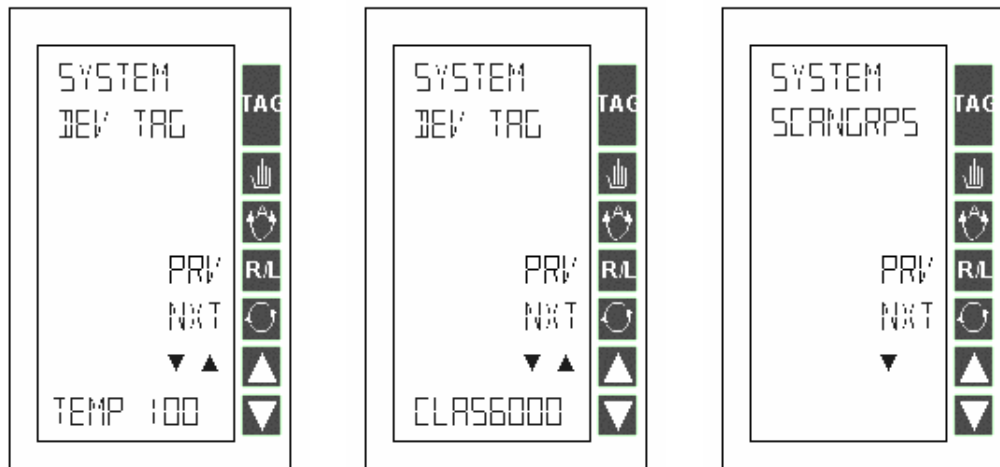 SYSTEM
DEV TAG
TAG
PRV
R/L
NXT
TEMP 100
SYSTEM
DEV TAG
TAG
PRV
R/L
NXT
CLAS6000
SYSTEM
SCANGRPS
TAG
PRV
R/L
NXT